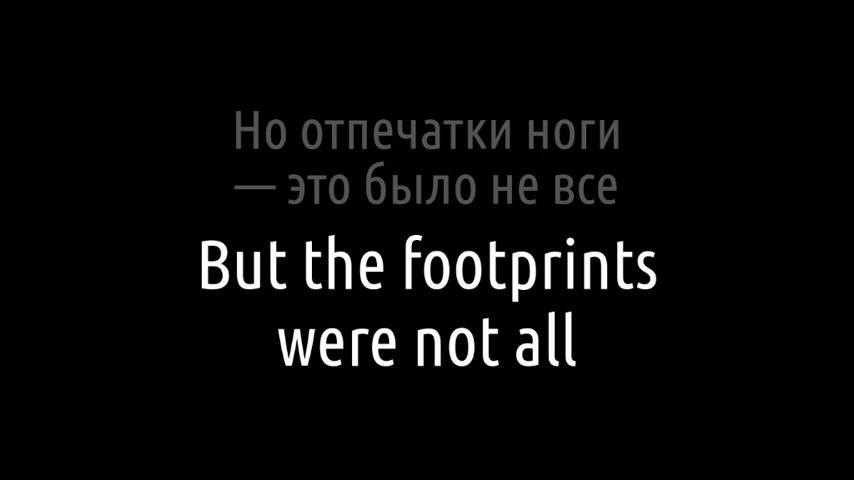 Но отпечатки ноги
— это было не все
But the footprints
were not all